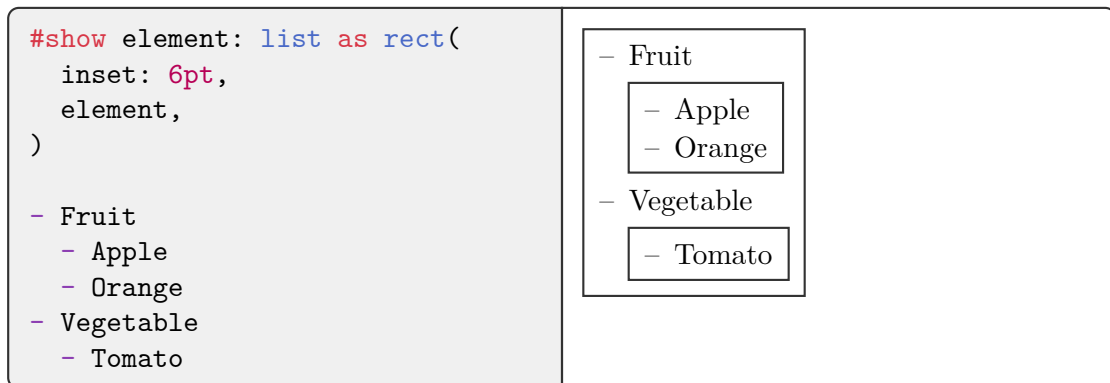 #show element: list as rect(
  inset: 6pt,
  element,
)
- Fruit
  - Apple
  - Orange
- Vegetable
  - Tomato
– Fruit
– Apple
– Orange
– Vegetable
– Tomato